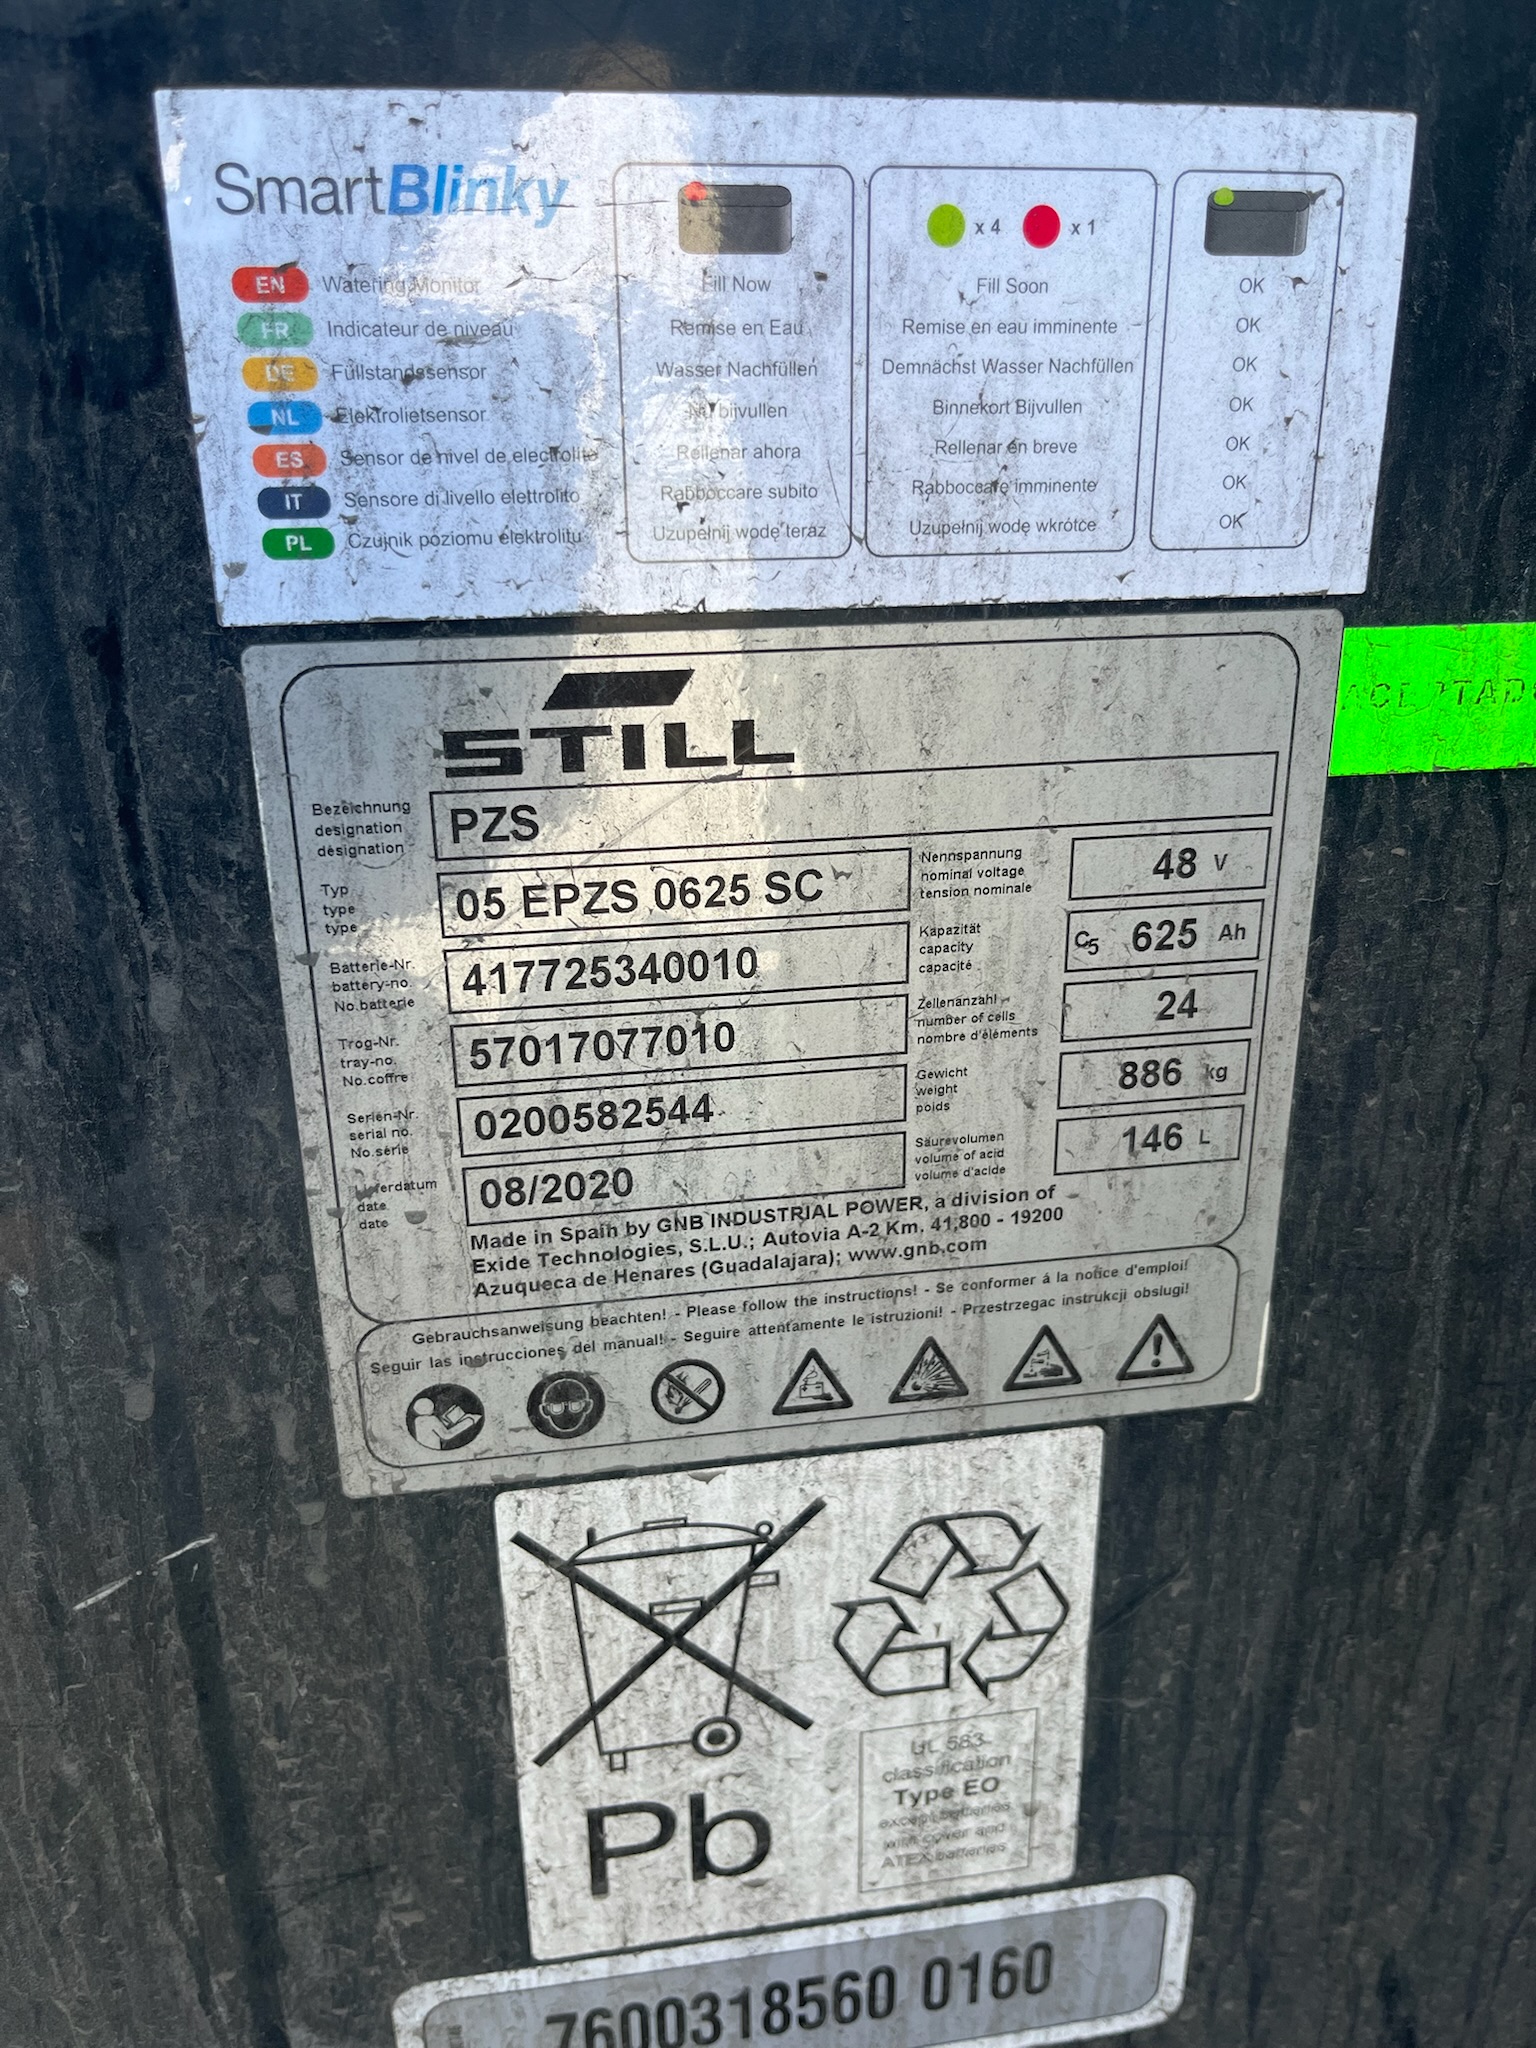 SmartBlinky
EN Watering Monitor
FR Indicateur de niveau
DE Füllstandssensor
NL Elektrolietsensor
ES Sensor de nivel de electrolito
IT Sensore di livello elettrolito
PL Czujnik poziomu elektrolitu
Fill Now
Remise en Eau
Wasser Nachfüllen
Nu bijvullen
Rellenar ahora
Rabboccare subito
Uzupełnij wodę teraz
x 4 x 1
Fill Soon
Remise en eau imminente
Demnächst Wasser Nachfüllen
Binnekort Bijvullen
Rellenar en breve
Rabboccare imminente
Uzupełnij wodę wkrótce
OK
OK
OK
OK
OK
OK
OK
STILL
Bezeichnung
designation
désignation
PZS
Typ
type
type
05 EPZS 0625 SC
Batterie-Nr.
battery-no.
No.batterie
417725340010
Trog-Nr.
tray-no.
No.coffre
57017077010
Serien-Nr.
serial no.
No.série
0200582544
Lieferdatum
date
date
08/2020
Nennspannung
nominal voltage
tension nominale
48 V
Kapazität
capacity
capacité
C5 625 Ah
Zellenanzahl
number of cells
nombre d'éléments
24
Gewicht
weight
poids
886 kg
Säurevolumen
volume of acid
volume d'acide
146 L
Made in Spain by GNB INDUSTRIAL POWER, a division of
Exide Technologies, S.L.U.; Autovia A-2 Km. 41,800 - 19200
Azuqueca de Henares (Guadalajara); www.gnb.com
Gebrauchsanweisung beachten! - Please follow the instructions! - Se conformer á la notice d'emploi!
Seguir las instrucciones del manual! - Seguire attentamente le istruzioni! - Przestrzegac instrukcji obslugi!
Pb
UL 583
classification
Type EO
except batteries
with cover and
ATEX batteries
7600318560 0160